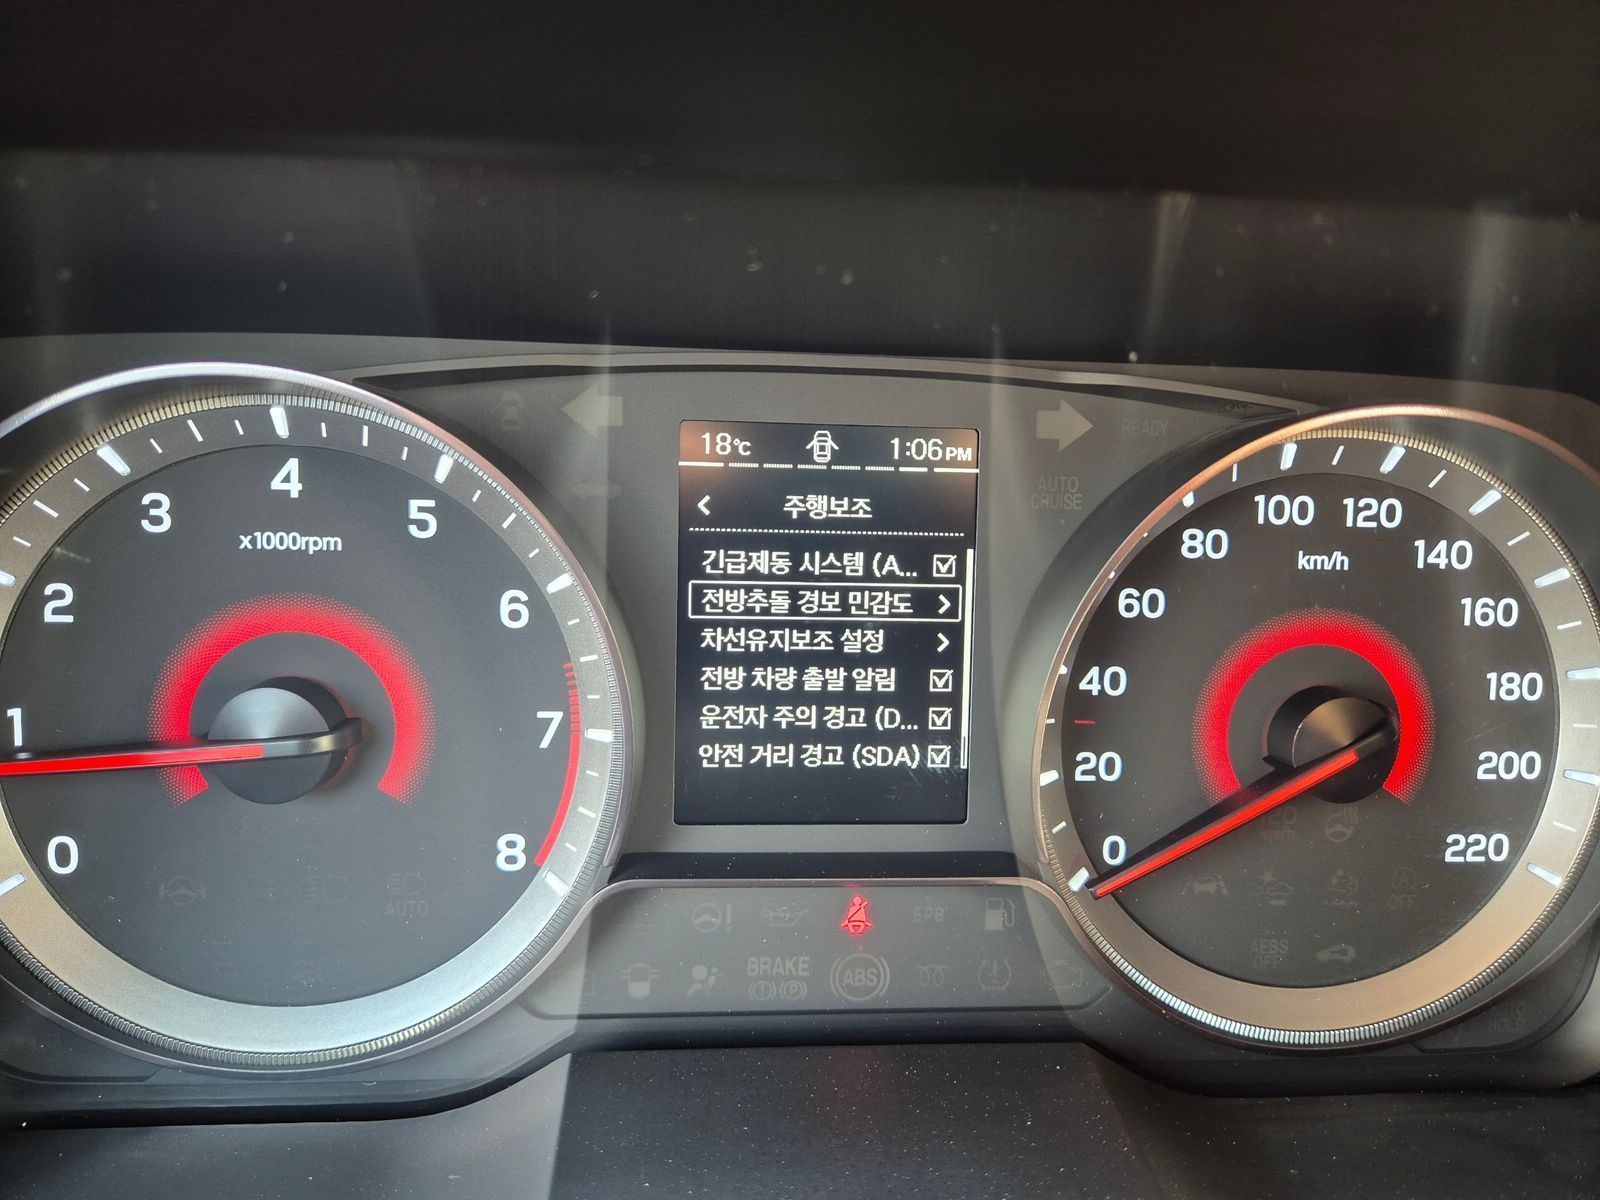 18℃ 1:06PM
< 주행보조
긴급제동 시스템 (A...
전방추돌 경보 민감도 >
차선유지보조 설정 >
전방 차량 출발 알림
운전자 주의 경고 (D...
안전 거리 경고 (SDA)
0
1
2
3
4
5
6
7
8
x1000rpm
0
20
40
60
80
100
120
140
160
180
200
220
km/h
READY
AUTO
CRUISE
AUTO
EPB
BRAKE
(P)
ABS
AEBS
OFF
OFF